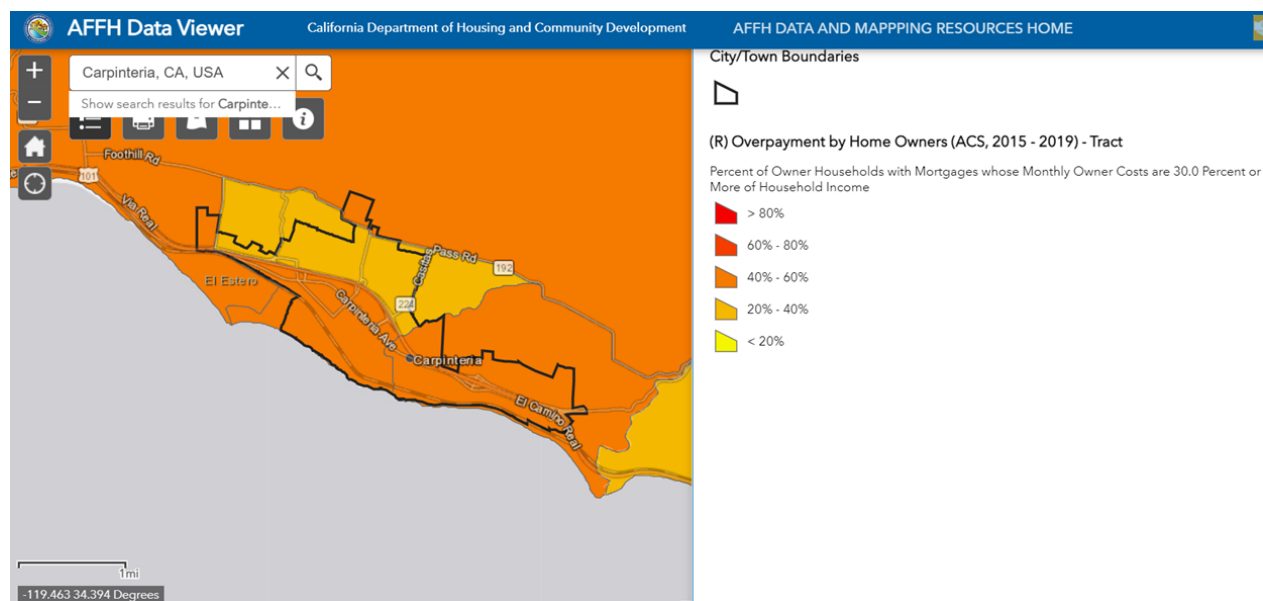 AFFH Data Viewer
California Department of Housing and Community Development
AFFH DATA AND MAPPPING RESOURCES HOME
+
Carpinteria, CA, USA
−
Show search results for Carpinte...
Foothill Rd
101
Via Real
El Estero
Casitas Pass Rd
192
224
Carpinteria Ave
Carpinteria
El Camino Real
1mi
-119.463 34.394 Degrees
City/Town Boundaries
(R) Overpayment by Home Owners (ACS, 2015 - 2019) - Tract
Percent of Owner Households with Mortgages whose Monthly Owner Costs are 30.0 Percent or
More of Household Income
> 80%
60% - 80%
40% - 60%
20% - 40%
< 20%